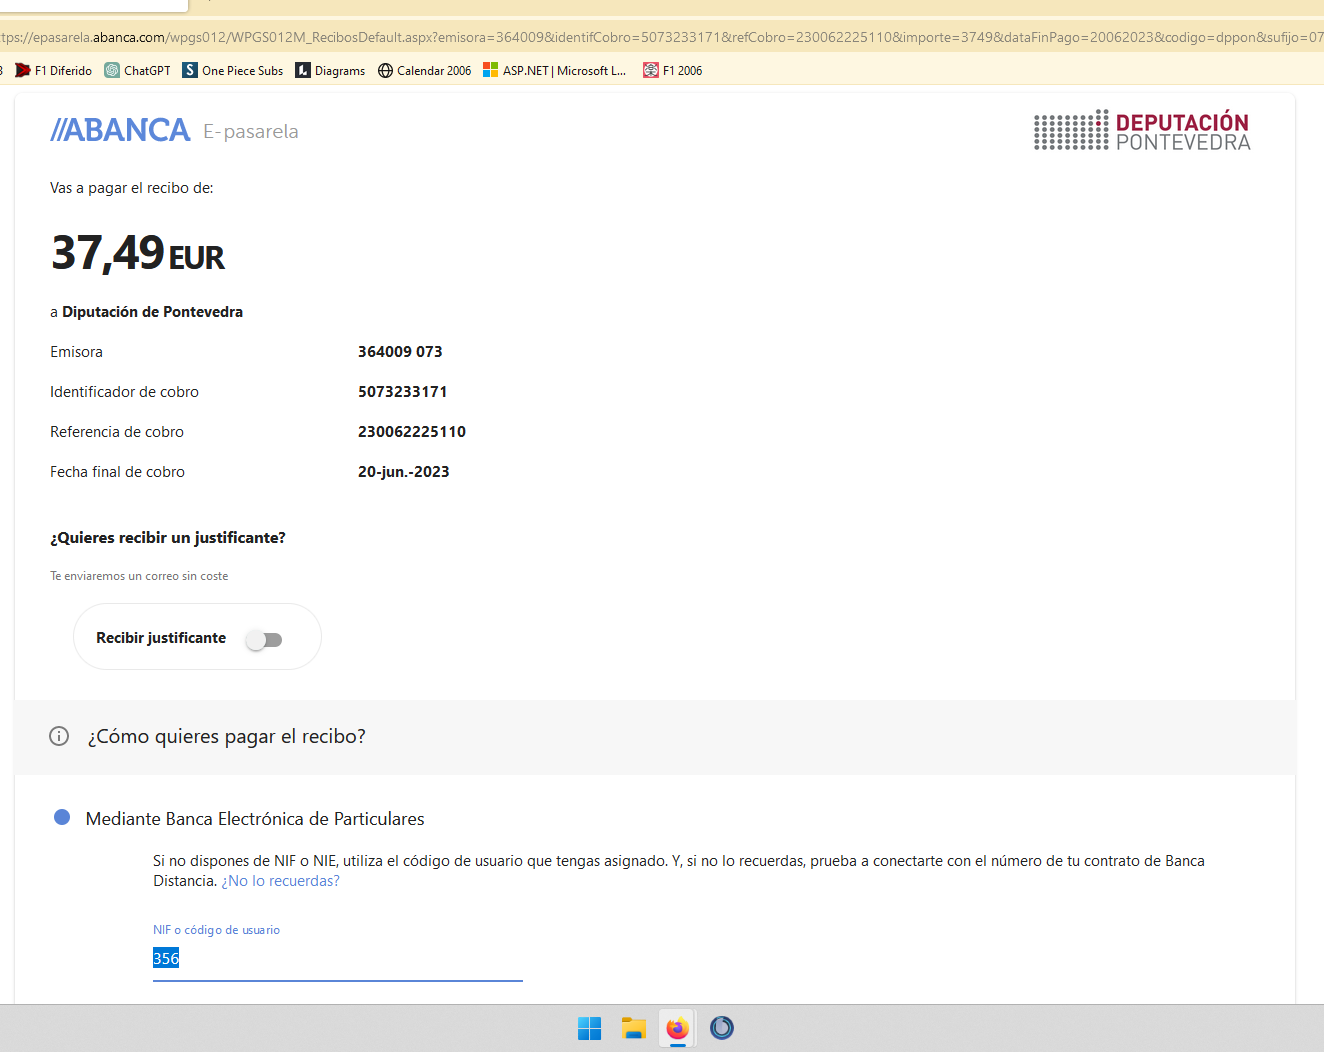 ttps://epasarela.abanca.com/wpgs012/WPGS012M_RecibosDefault.aspx?emisora=364009&identifCobro=5073233171&refCobro=230062225110&importe=3749&dataFinPago=20062023&codigo=dppon&sufijo=07
3 F1 Diferido ChatGPT One Piece Subs Diagrams Calendar 2006 ASP.NET | Microsoft L... F1 2006
//ABANCA E-pasarela
DEPUTACIÓN
PONTEVEDRA
Vas a pagar el recibo de:
37,49 EUR
a Diputación de Pontevedra
Emisora 364009 073
Identificador de cobro 5073233171
Referencia de cobro 230062225110
Fecha final de cobro 20-jun.-2023
¿Quieres recibir un justificante?
Te enviaremos un correo sin coste
Recibir justificante
¿Cómo quieres pagar el recibo?
Mediante Banca Electrónica de Particulares
Si no dispones de NIF o NIE, utiliza el código de usuario que tengas asignado. Y, si no lo recuerdas, prueba a conectarte con el número de tu contrato de Banca
Distancia. ¿No lo recuerdas?
NIF o código de usuario
356